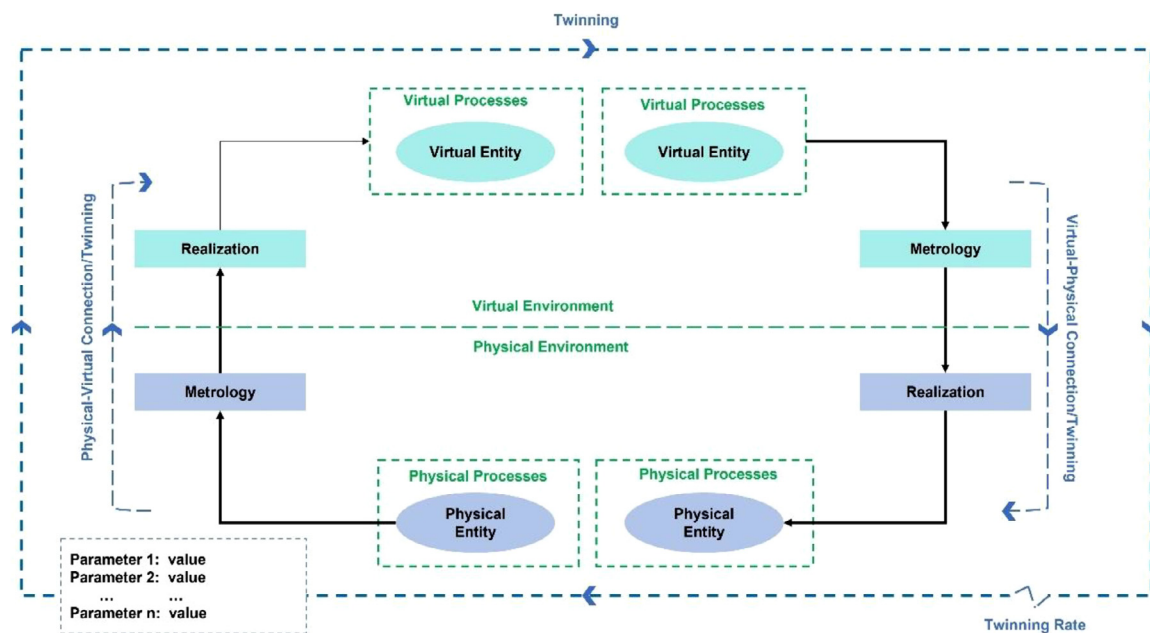 Twinning
Virtual Processes
Virtual Processes
Virtual Entity
Virtual Entity
Physical-Virtual Connection/Twinning
Virtual-Physical Connection/Twinning
Realization
Metrology
Virtual Environment
Physical Environment
Metrology
Realization
Physical Processes
Physical Processes
Physical
Entity
Physical
Entity
Parameter 1: value
Parameter 2: value
... ...
Parameter n: value
Twinning Rate